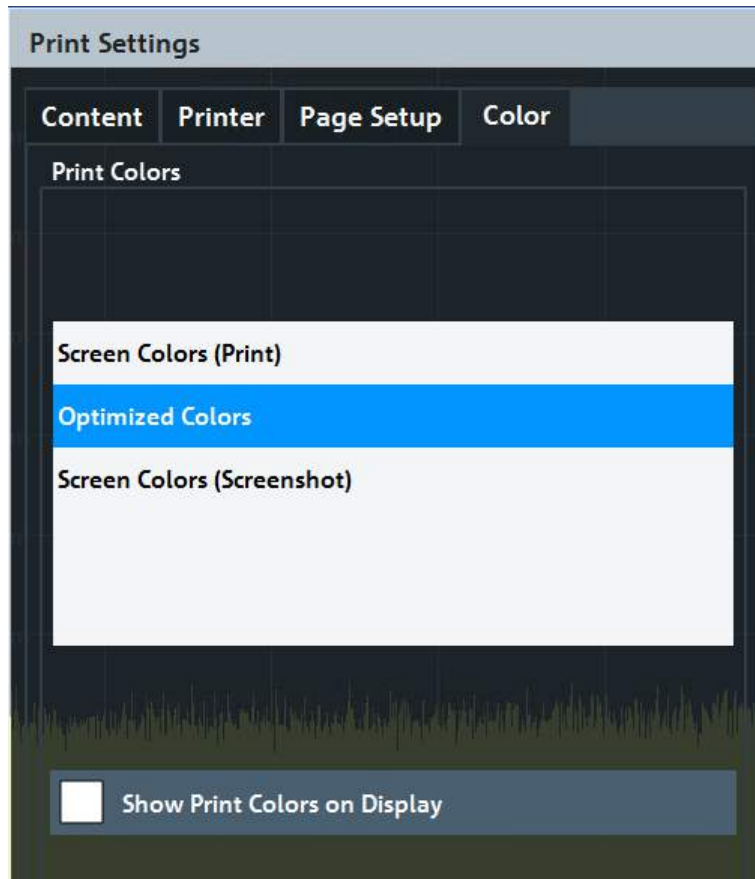 Print Settings
Content Printer Page Setup Color
Print Colors
Screen Colors (Print)
Optimized Colors
Screen Colors (Screenshot)
Show Print Colors on Display